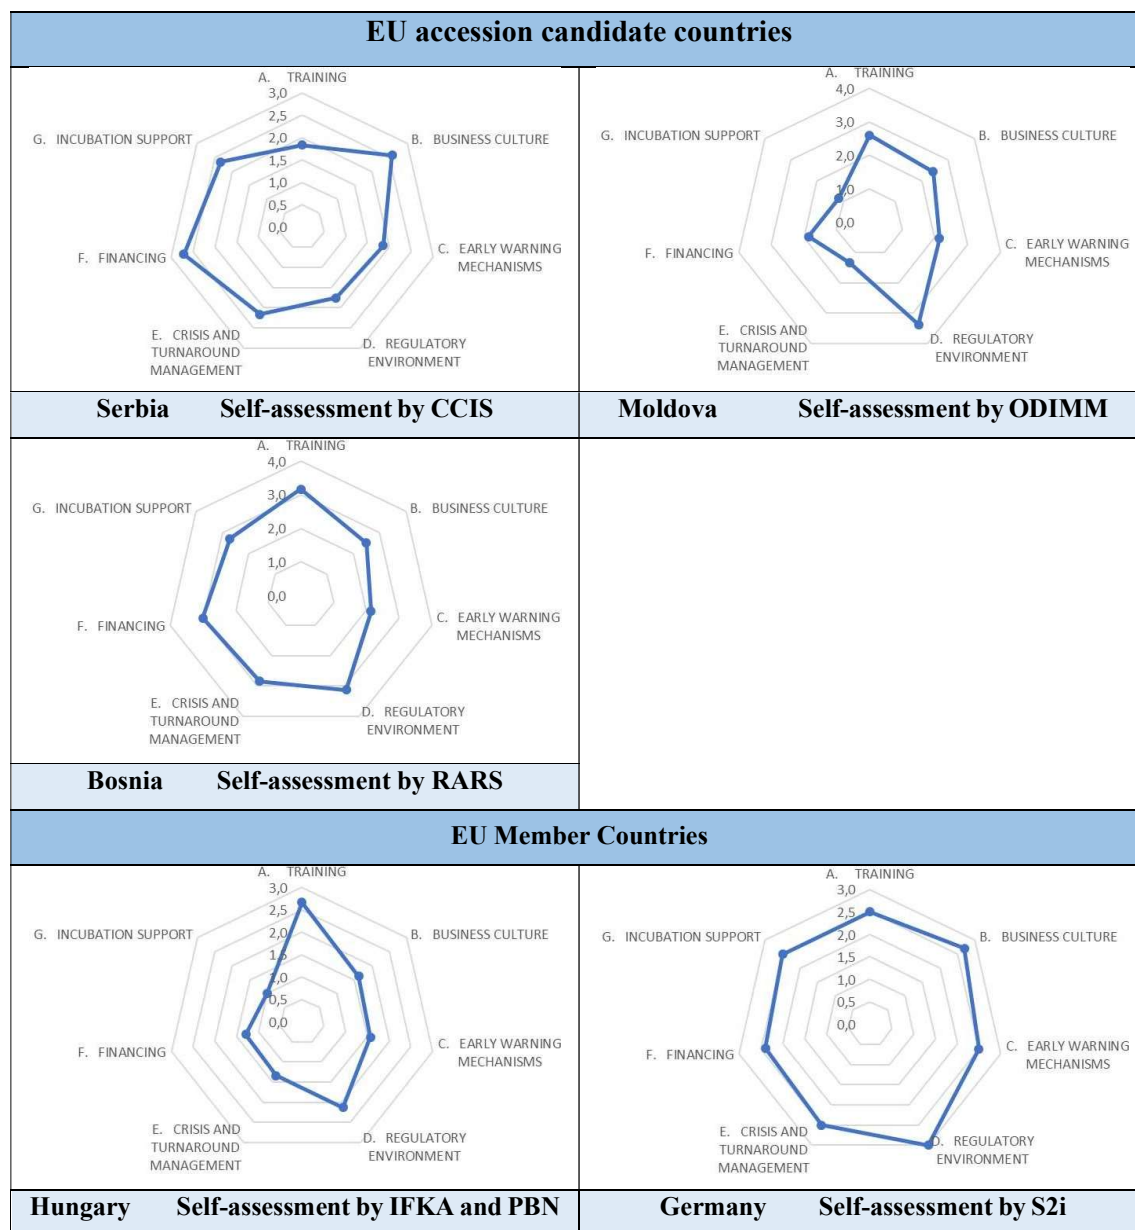 EU accession candidate countries
A. TRAINING
3,0
2,5
2,0
1,5
1,0
0,5
0,0
G. INCUBATION SUPPORT
B. BUSINESS CULTURE
F. FINANCING
C. EARLY WARNING
MECHANISMS
E. CRISIS AND
TURNAROUND
MANAGEMENT
D. REGULATORY
ENVIRONMENT
Serbia Self-assessment by CCIS
A. TRAINING
4,0
3,0
2,0
1,0
0,0
G. INCUBATION SUPPORT
B. BUSINESS CULTURE
F. FINANCING
C. EARLY WARNING
MECHANISMS
E. CRISIS AND
TURNAROUND
MANAGEMENT
D. REGULATORY
ENVIRONMENT
Moldova Self-assessment by ODIMM
A. TRAINING
4,0
3,0
2,0
1,0
0,0
G. INCUBATION SUPPORT
B. BUSINESS CULTURE
F. FINANCING
C. EARLY WARNING
MECHANISMS
E. CRISIS AND
TURNAROUND
MANAGEMENT
D. REGULATORY
ENVIRONMENT
Bosnia Self-assessment by RARS
EU Member Countries
A. TRAINING
3,0
2,5
2,0
1,5
1,0
0,5
0,0
G. INCUBATION SUPPORT
B. BUSINESS CULTURE
F. FINANCING
C. EARLY WARNING
MECHANISMS
E. CRISIS AND
TURNAROUND
MANAGEMENT
D. REGULATORY
ENVIRONMENT
Hungary Self-assessment by IFKA and PBN
A. TRAINING
3,0
2,5
2,0
1,5
1,0
0,5
0,0
G. INCUBATION SUPPORT
B. BUSINESS CULTURE
F. FINANCING
C. EARLY WARNING
MECHANISMS
E. CRISIS AND
TURNAROUND
MANAGEMENT
D. REGULATORY
ENVIRONMENT
Germany Self-assessment by S2i